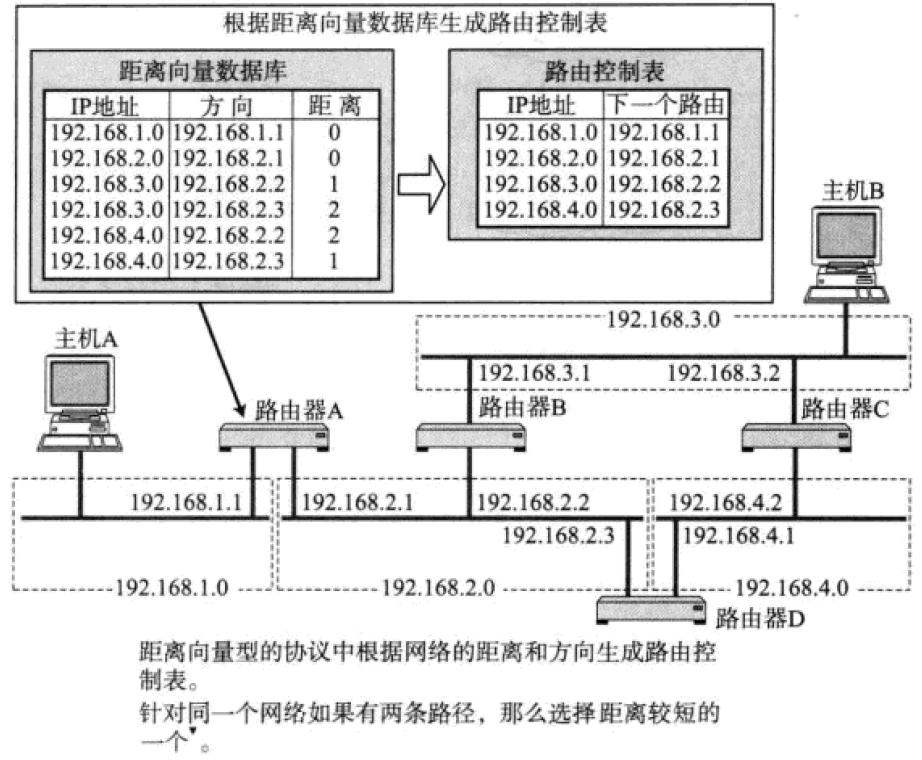 根据距离向量数据库生成路由控制表
距离向量数据库
IP地址 方 向 距 离
192.168.1.0 192.168.1.1 0
192.168.2.0 192.168.2.1 0
192.168.3.0 192.168.2.2 1
192.168.3.0 192.168.2.3 2
192.168.4.0 192.168.2.2 2
192.168.4.0 192.168.2.3 1
路由控制表
IP地址 下一个路由
192.168.1.0 192.168.1.1
192.168.2.0 192.168.2.1
192.168.3.0 192.168.2.2
192.168.4.0 192.168.2.3
主机B
192.168.3.0
主机A
192.168.3.1 192.168.3.2
路由器A 路由器B 路由器C
192.168.1.1 192.168.2.1 192.168.2.2 192.168.4.2
192.168.2.3 192.168.4.1
192.168.1.0 192.168.2.0 192.168.4.0
路由器D
距离向量型的协议中根据网络的距离和方向生成路由控
制表。
针对同一个网络如果有两条路径，那么选择距离较短的
一个▼。